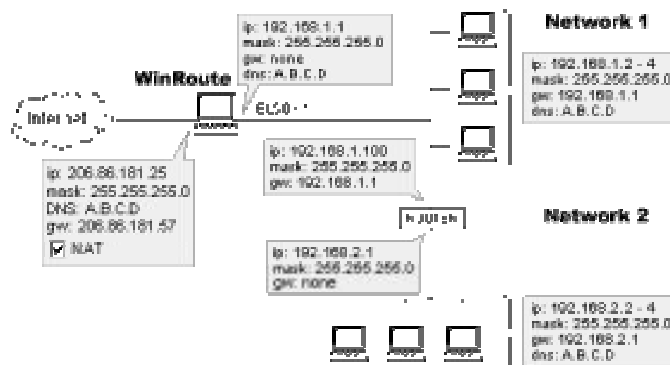 ip: 192.168.1.1
mask: 255.255.255.0
gw: none
dns: A.B.C.D
Network 1
ip: 192.168.1.2 - 4
mask: 255.255.255.0
gw: 192.168.1.1
dns: A.B.C.D
WinRoute
Internet
ip: 206.86.181.25
mask: 255.255.255.0
DNS: A.B.C.D
gw: 206.86.181.57
NAT
ip: 192.168.1.100
mask: 255.255.255.0
gw: 192.168.1.1
Network 2
ip: 192.168.2.1
mask: 255.255.255.0
gw: none
ip: 192.168.2.2 - 4
mask: 255.255.255.0
gw: 192.168.2.1
dns: A.B.C.D